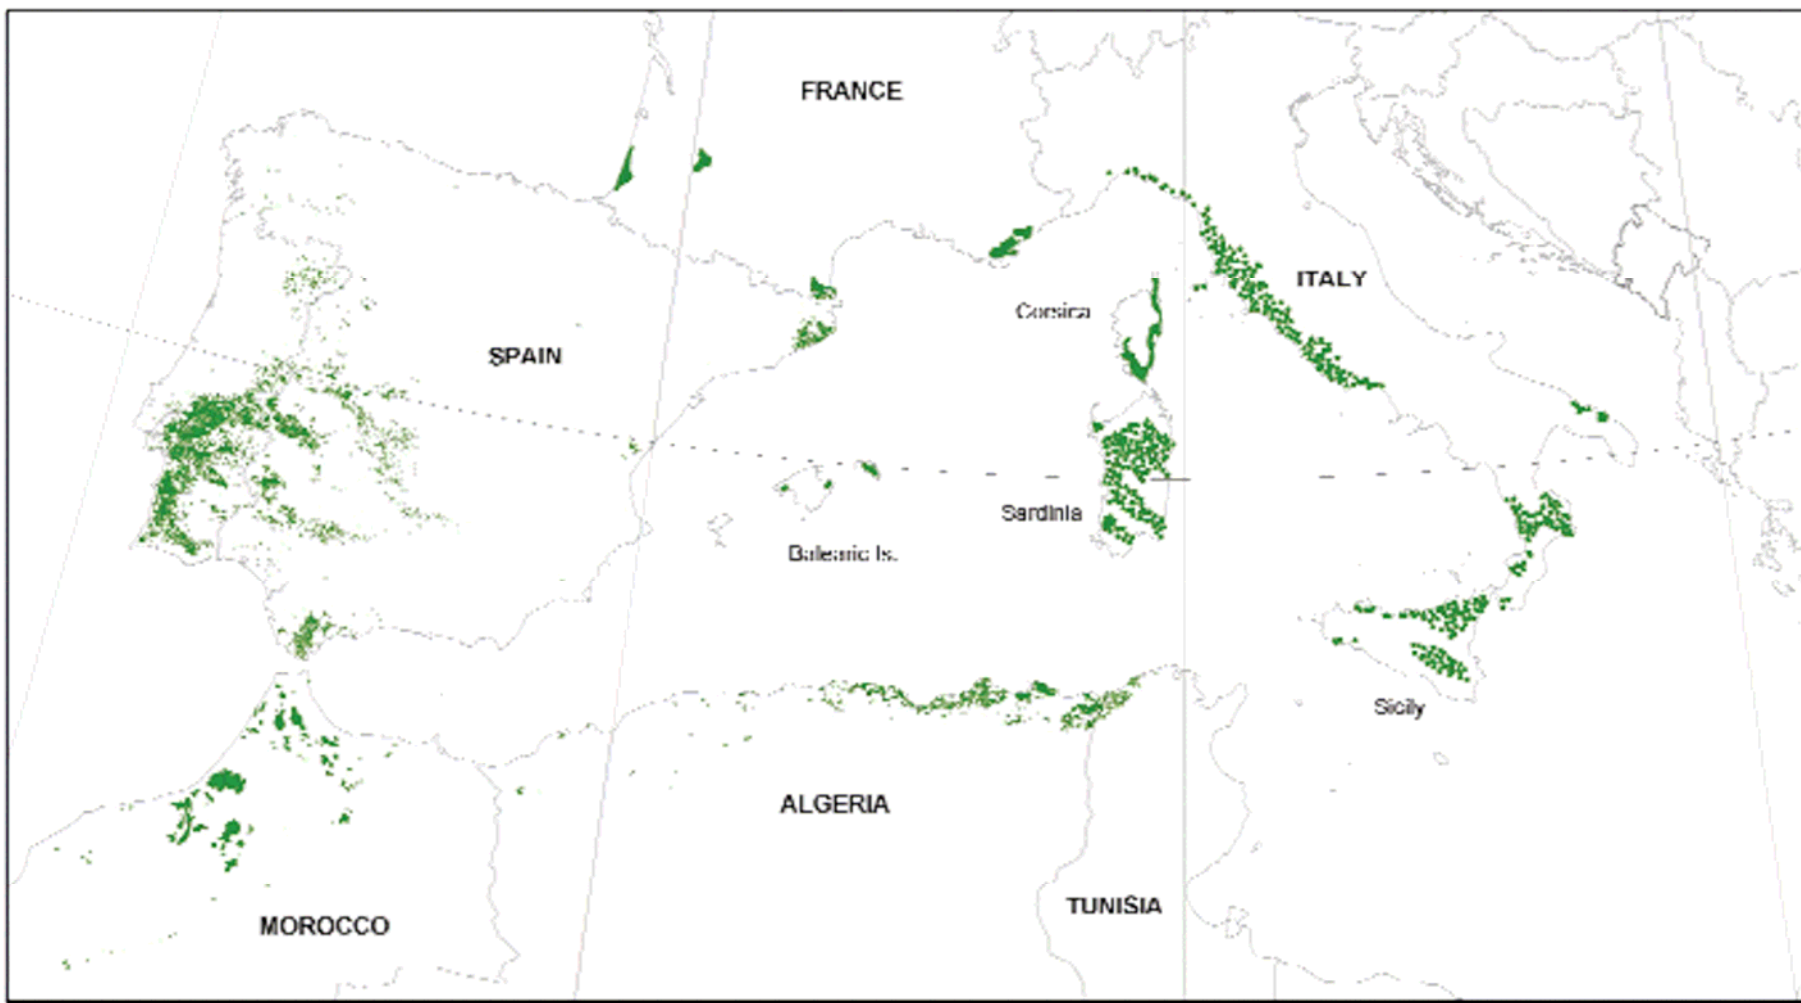 FRANCE
ITALY
Corsica
SPAIN
Sardinia
Balearic Is.
Sicily
ALGERIA
TUNISIA
MOROCCO